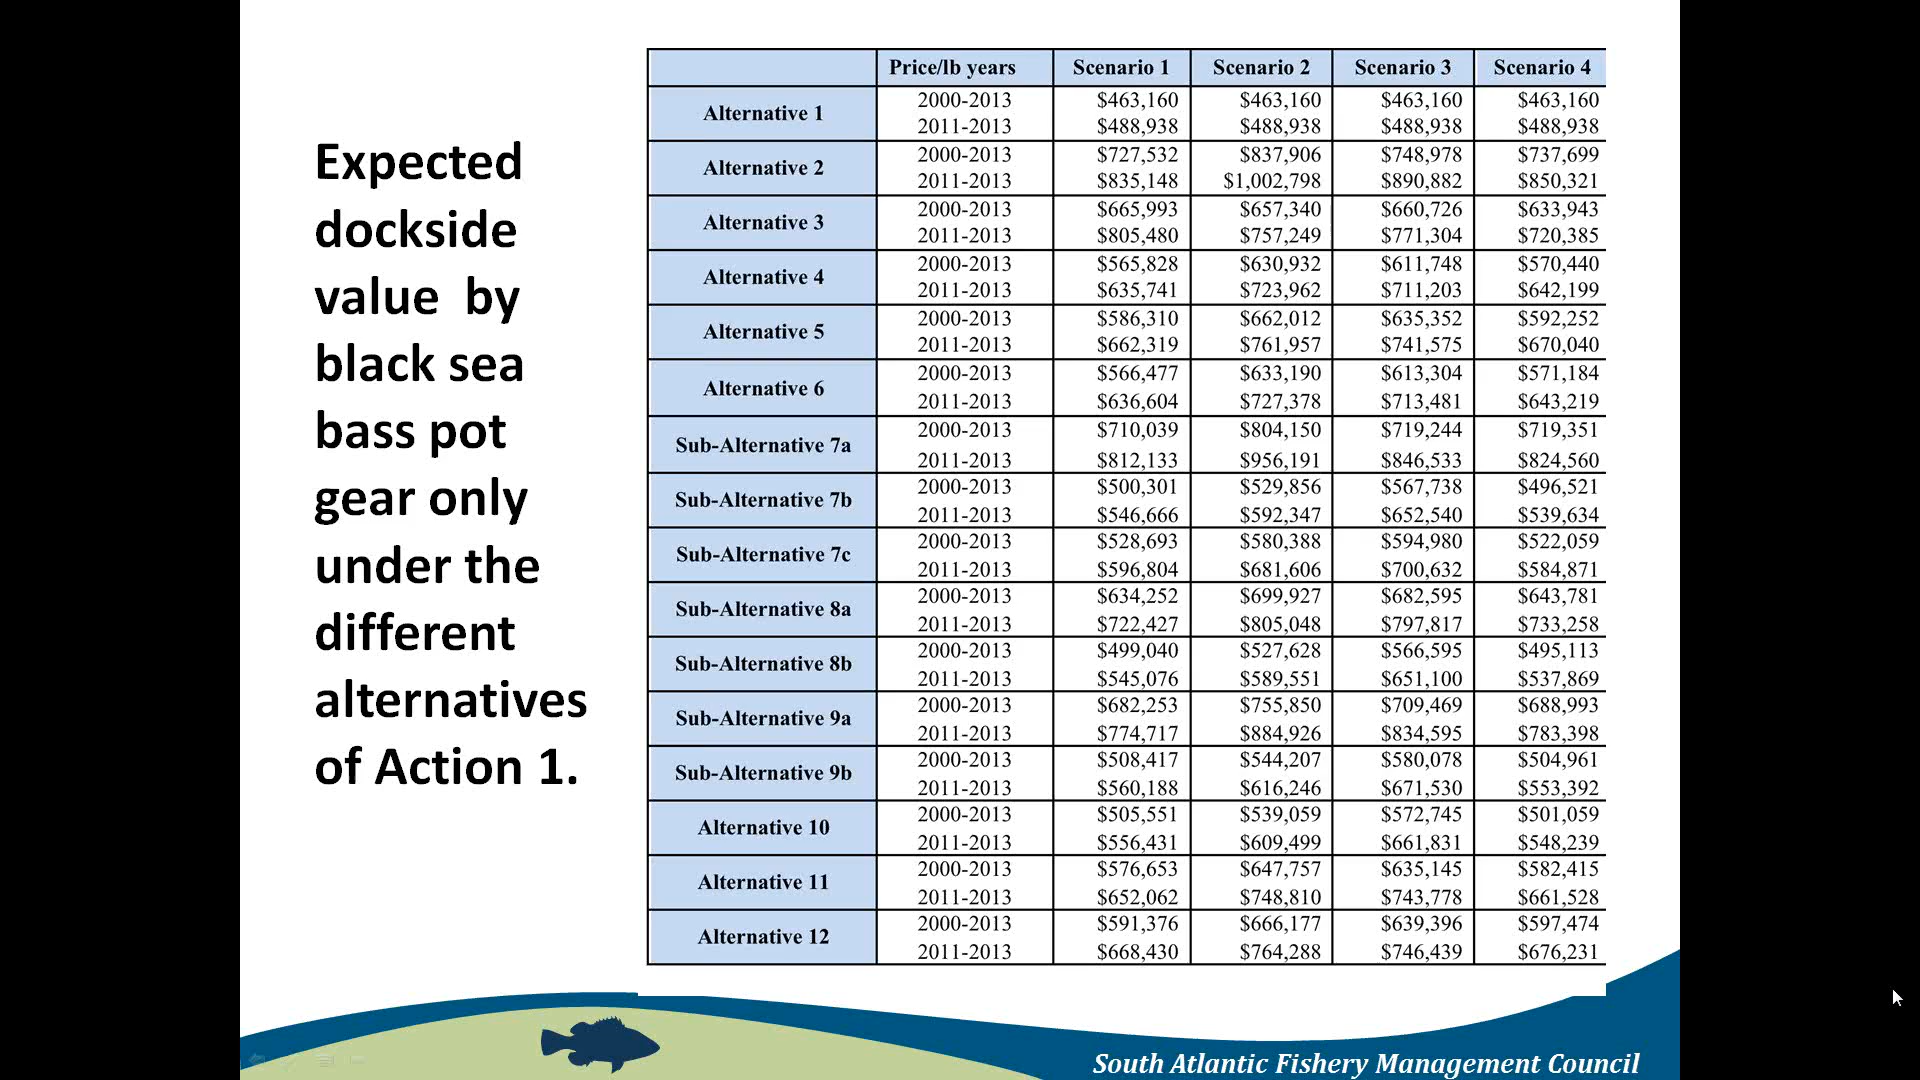 Expected
dockside
value by
black sea
bass pot
gear only
under the
different
alternatives
of Action 1.
Price/lb years Scenario 1 Scenario 2 Scenario 3 Scenario 4
Alternative 1
2000-2013 $463,160 $463,160 $463,160 $463,160
2011-2013 $488,938 $488,938 $488,938 $488,938
Alternative 2
2000-2013 $727,532 $837,906 $748,978 $737,699
2011-2013 $835,148 $1,002,798 $890,882 $850,321
Alternative 3
2000-2013 $665,993 $657,340 $660,726 $633,943
2011-2013 $805,480 $757,249 $771,304 $720,385
Alternative 4
2000-2013 $565,828 $630,932 $611,748 $570,440
2011-2013 $635,741 $723,962 $711,203 $642,199
Alternative 5
2000-2013 $586,310 $662,012 $635,352 $592,252
2011-2013 $662,319 $761,957 $741,575 $670,040
Alternative 6
2000-2013 $566,477 $633,190 $613,304 $571,184
2011-2013 $636,604 $727,378 $713,481 $643,219
Sub-Alternative 7a
2000-2013 $710,039 $804,150 $719,244 $719,351
2011-2013 $812,133 $956,191 $846,533 $824,560
Sub-Alternative 7b
2000-2013 $500,301 $529,856 $567,738 $496,521
2011-2013 $546,666 $592,347 $652,540 $539,634
Sub-Alternative 7c
2000-2013 $528,693 $580,388 $594,980 $522,059
2011-2013 $596,804 $681,606 $700,632 $584,871
Sub-Alternative 8a
2000-2013 $634,252 $699,927 $682,595 $643,781
2011-2013 $722,427 $805,048 $797,817 $733,258
Sub-Alternative 8b
2000-2013 $499,040 $527,628 $566,595 $495,113
2011-2013 $545,076 $589,551 $651,100 $537,869
Sub-Alternative 9a
2000-2013 $682,253 $755,850 $709,469 $688,993
2011-2013 $774,717 $884,926 $834,595 $783,398
Sub-Alternative 9b
2000-2013 $508,417 $544,207 $580,078 $504,961
2011-2013 $560,188 $616,246 $671,530 $553,392
Alternative 10
2000-2013 $505,551 $539,059 $572,745 $501,059
2011-2013 $556,431 $609,499 $661,831 $548,239
Alternative 11
2000-2013 $576,653 $647,757 $635,145 $582,415
2011-2013 $652,062 $748,810 $743,778 $661,528
Alternative 12
2000-2013 $591,376 $666,177 $639,396 $597,474
2011-2013 $668,430 $764,288 $746,439 $676,231
South Atlantic Fishery Management Council